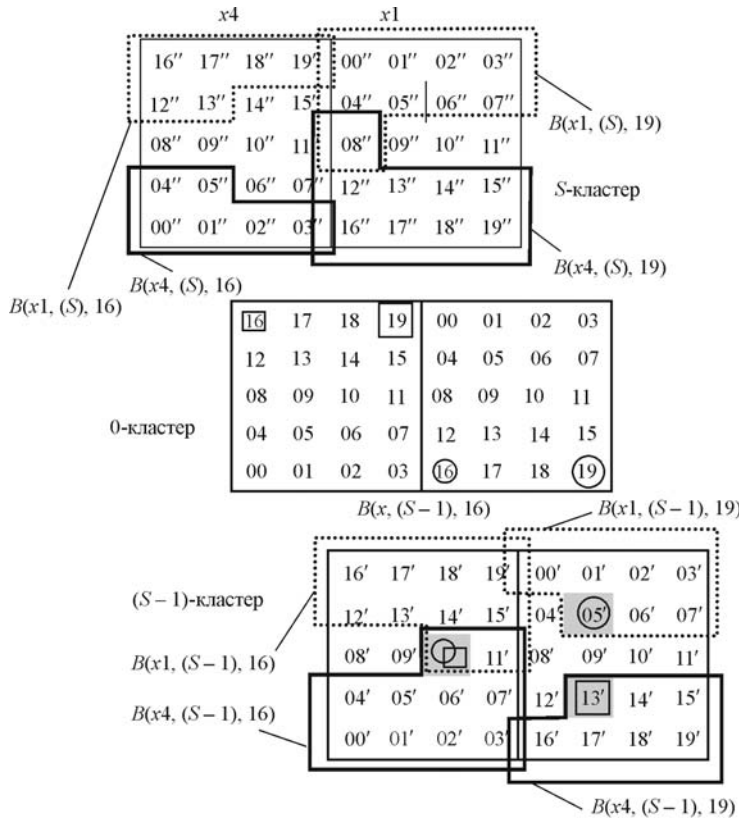 x4 x1
16″ 17″ 18″ 19″ 00″ 01″ 02″ 03″
12″ 13″ 14″ 15″ 04″ 05″ 06″ 07″
B(x1, (S), 19)
08″ 09″ 10″ 11″ 08″ 09″ 10″ 11″
04″ 05″ 06″ 07″ 12″ 13″ 14″ 15″
S-кластер
00″ 01″ 02″ 03″ 16″ 17″ 18″ 19″
B(x4, (S), 16) B(x4, (S), 19)
B(x1, (S), 16)
16 17 18 19 00 01 02 03
12 13 14 15 04 05 06 07
08 09 10 11 08 09 10 11
0-кластер
04 05 06 07 12 13 14 15
00 01 02 03 16 17 18 19
B(x, (S – 1), 16) B(x1, (S – 1), 19)
16′ 17′ 18′ 19′ 00′ 01′ 02′ 03′
(S – 1)-кластер
12′ 13′ 14′ 15′ 04′ 05′ 06′ 07′
08′ 09′ 11′ 08′ 09′ 10′ 11′
B(x1, (S – 1), 16)
04′ 05′ 06′ 07′ 12′ 13′ 14′ 15′
B(x4, (S – 1), 16)
00′ 01′ 02′ 03′ 16′ 17′ 18′ 19′
B(x4, (S – 1), 19)